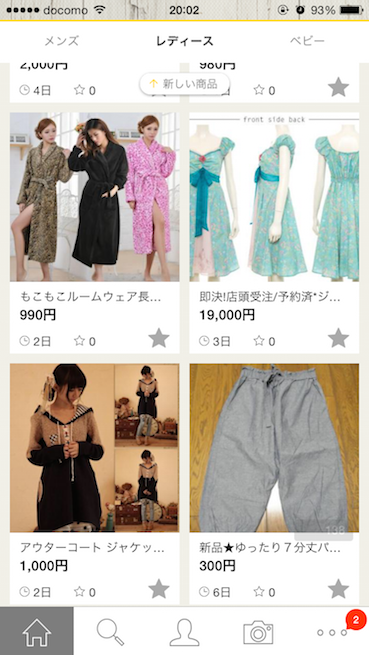 docomo 20:02 93%
メンズ レディース ベビー
2,000円 980円
↑ 新しい商品
4日 0 8日 0
front side back
もこもこルームウェア長… 即決!店頭受注/予約済*ジ…
990円 19,000円
2日 0 3日 0
138
アウターコート ジャケッ… 新品★ゆったり７分丈パ…
1,000円 300円
2日 0 6日 0
2